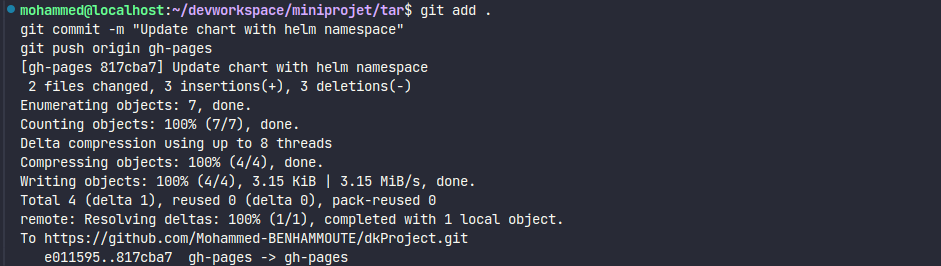 mohammed@localhost:~/devworkspace/miniprojet/tar$ git add .
git commit -m "Update chart with helm namespace"
git push origin gh-pages
[gh-pages 817cba7] Update chart with helm namespace
 2 files changed, 3 insertions(+), 3 deletions(-)
Enumerating objects: 7, done.
Counting objects: 100% (7/7), done.
Delta compression using up to 8 threads
Compressing objects: 100% (4/4), done.
Writing objects: 100% (4/4), 3.15 KiB | 3.15 MiB/s, done.
Total 4 (delta 1), reused 0 (delta 0), pack-reused 0
remote: Resolving deltas: 100% (1/1), completed with 1 local object.
To https://github.com/Mohammed-BENHAMMOUTE/dkProject.git
   e011595..817cba7  gh-pages -> gh-pages